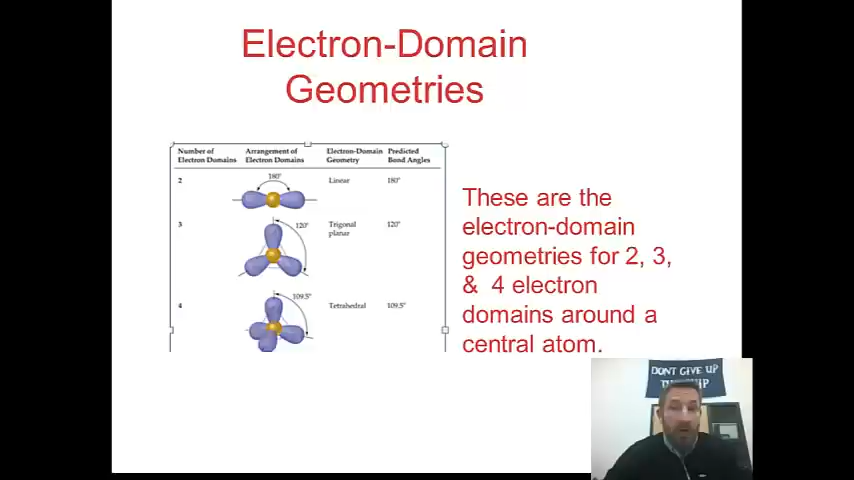 Electron-Domain
Geometries
Number of Arrangement of Electron-Domain Predicted
Electron Domains Electron Domains Geometry Bond Angles
2 180° Linear 180°
3 120° Trigonal 120°
planar
4 109.5° Tetrahedral 109.5°
These are the
electron-domain
geometries for 2, 3,
& 4 electron
domains around a
central atom.
DONT GIVE UP